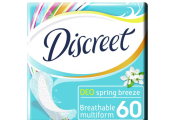 Discreet
DEO spring breeze
Breathable
multiform
60